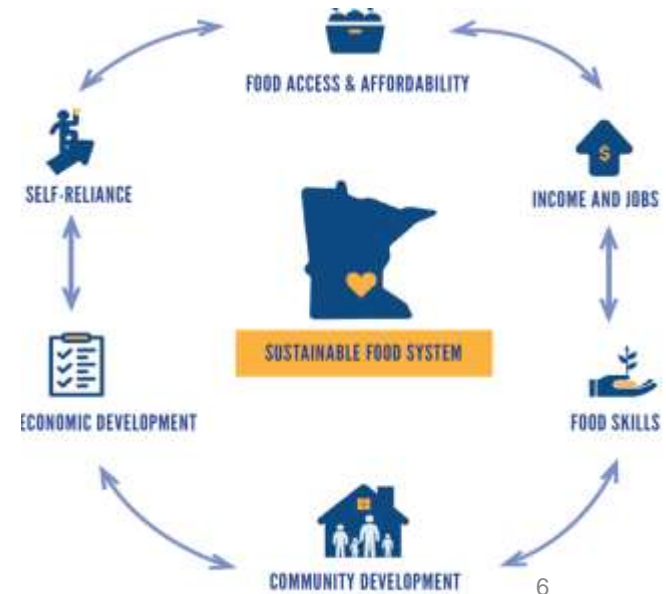 FOOD ACCESS & AFFORDABILITY
SELF-RELIANCE
INCOME AND JOBS
$
SUSTAINABLE FOOD SYSTEM
ECONOMIC DEVELOPMENT
FOOD SKILLS
COMMUNITY DEVELOPMENT
6